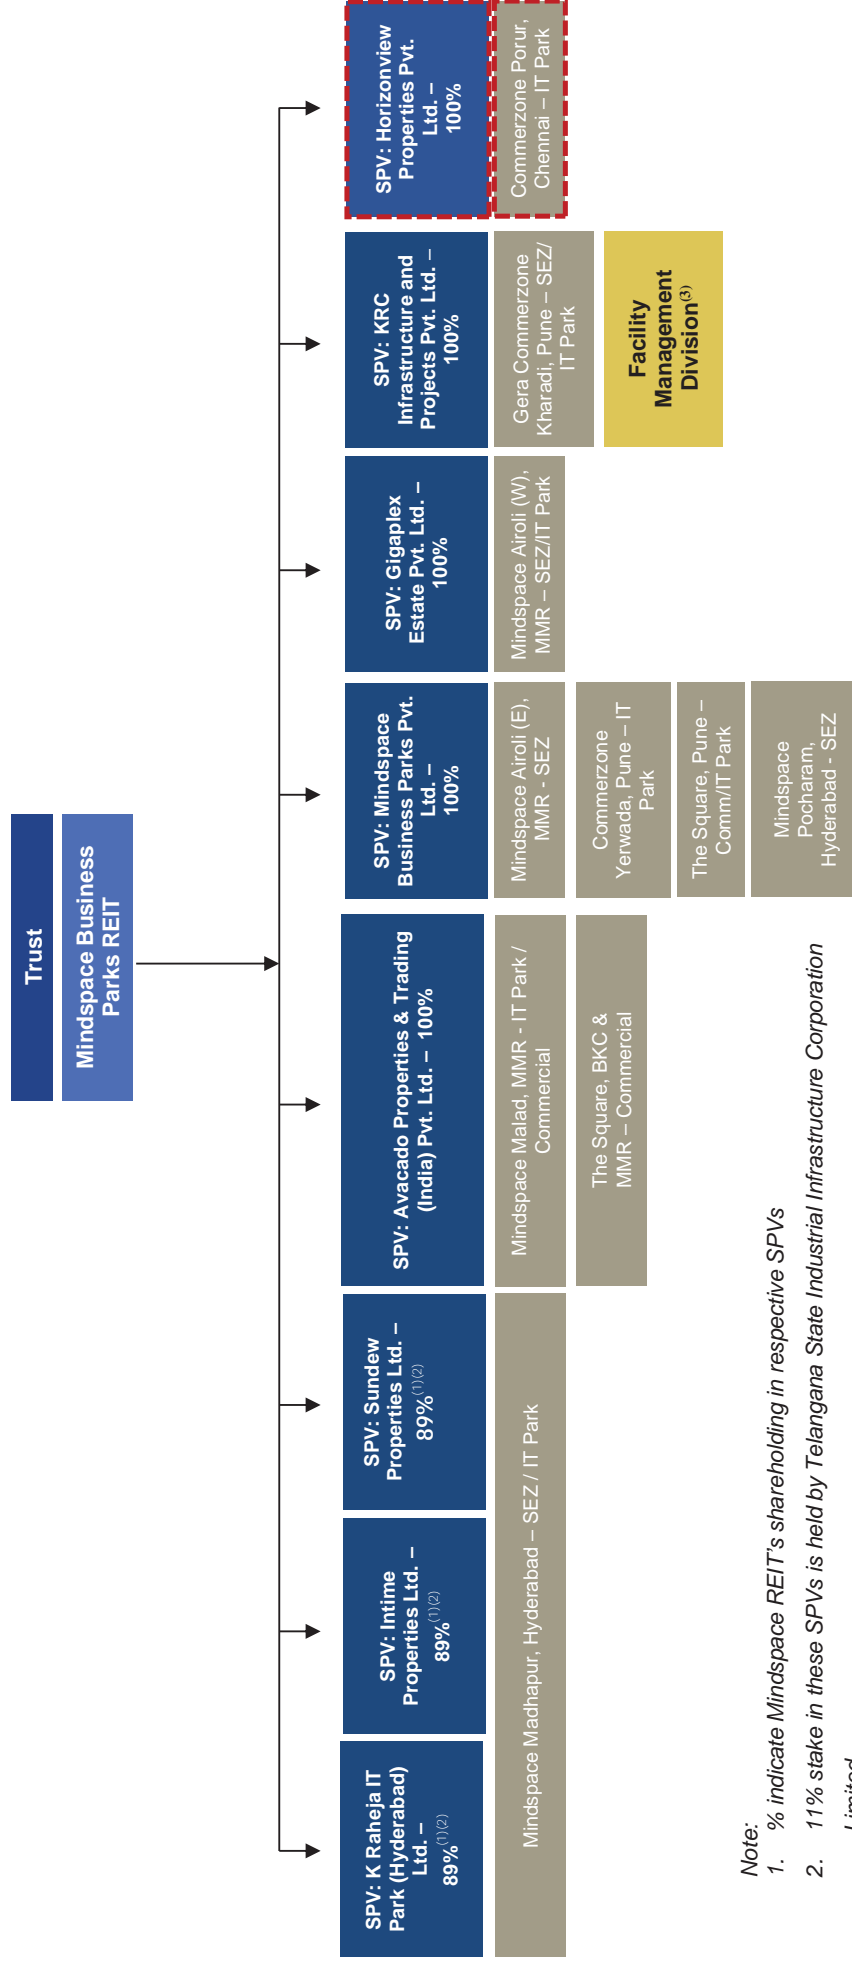 Trust
Mindspace Business
Parks REIT
SPV: K Raheja IT
Park (Hyderabad)
Ltd. –
89%(1)(2)
SPV: Intime
Properties Ltd. –
89%(1)(2)
SPV: Sundew
Properties Ltd. –
89%(1)(2)
SPV: Avacado Properties & Trading
(India) Pvt. Ltd. – 100%
SPV: Mindspace
Business Parks Pvt.
Ltd. –
100%
SPV: Gigaplex
Estate Pvt. Ltd. –
100%
SPV: KRC
Infrastructure and
Projects Pvt. Ltd. –
100%
SPV: Horizonview
Properties Pvt.
Ltd. –
100%
Mindspace Madhapur, Hyderabad – SEZ / IT Park
Mindspace Malad, MMR - IT Park /
Commercial
The Square, BKC &
MMR – Commercial
Mindspace Airoli (E),
MMR - SEZ
Commerzone
Yerwada, Pune – IT
Park
The Square, Pune –
Comm/IT Park
Mindspace
Pocharam,
Hyderabad - SEZ
Mindspace Airoli (W),
MMR – SEZ/IT Park
Gera Commerzone
Kharadi, Pune – SEZ/
IT Park
Facility
Management
Division(3)
Commerzone Porur,
Chennai – IT Park
Note:
1. % indicate Mindspace REIT's shareholding in respective SPVs
2. 11% stake in these SPVs is held by Telangana State Industrial Infrastructure Corporation
Limited